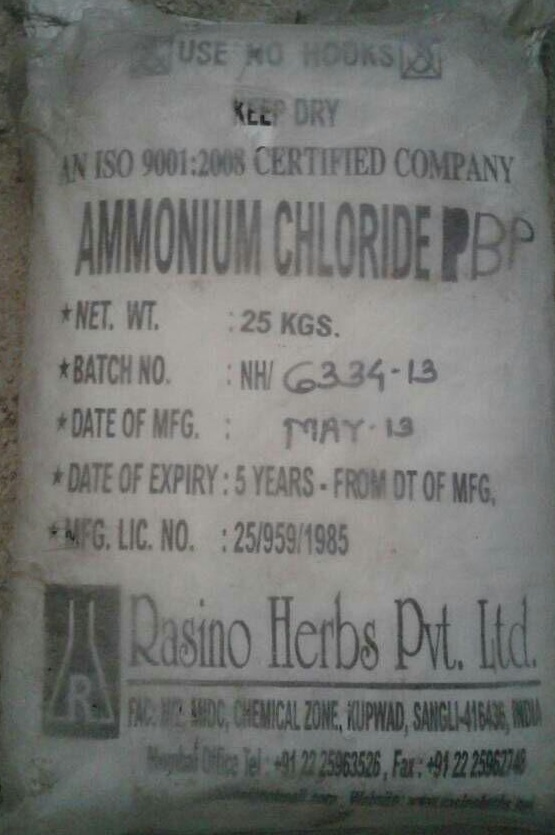 USE NO HOOKS
KEEP DRY
AN ISO 9001:2008 CERTIFIED COMPANY
AMMONIUM CHLORIDE P BP
★NET. WT. : 25 KGS.
★BATCH NO. : NH/ 6334-13
★DATE OF MFG. : MAY-13
★DATE OF EXPIRY : 5 YEARS - FROM DT OF MFG,
★MFG. LIC. NO. : 25/959/1985
R
Rasino Herbs Pvt. Ltd.
MIDC, CHEMICAL ZONE, KUPWAD, SANGLI-416436, INDIA
Office Tel : +91 22 25963526, Fax : +91 22
Website: